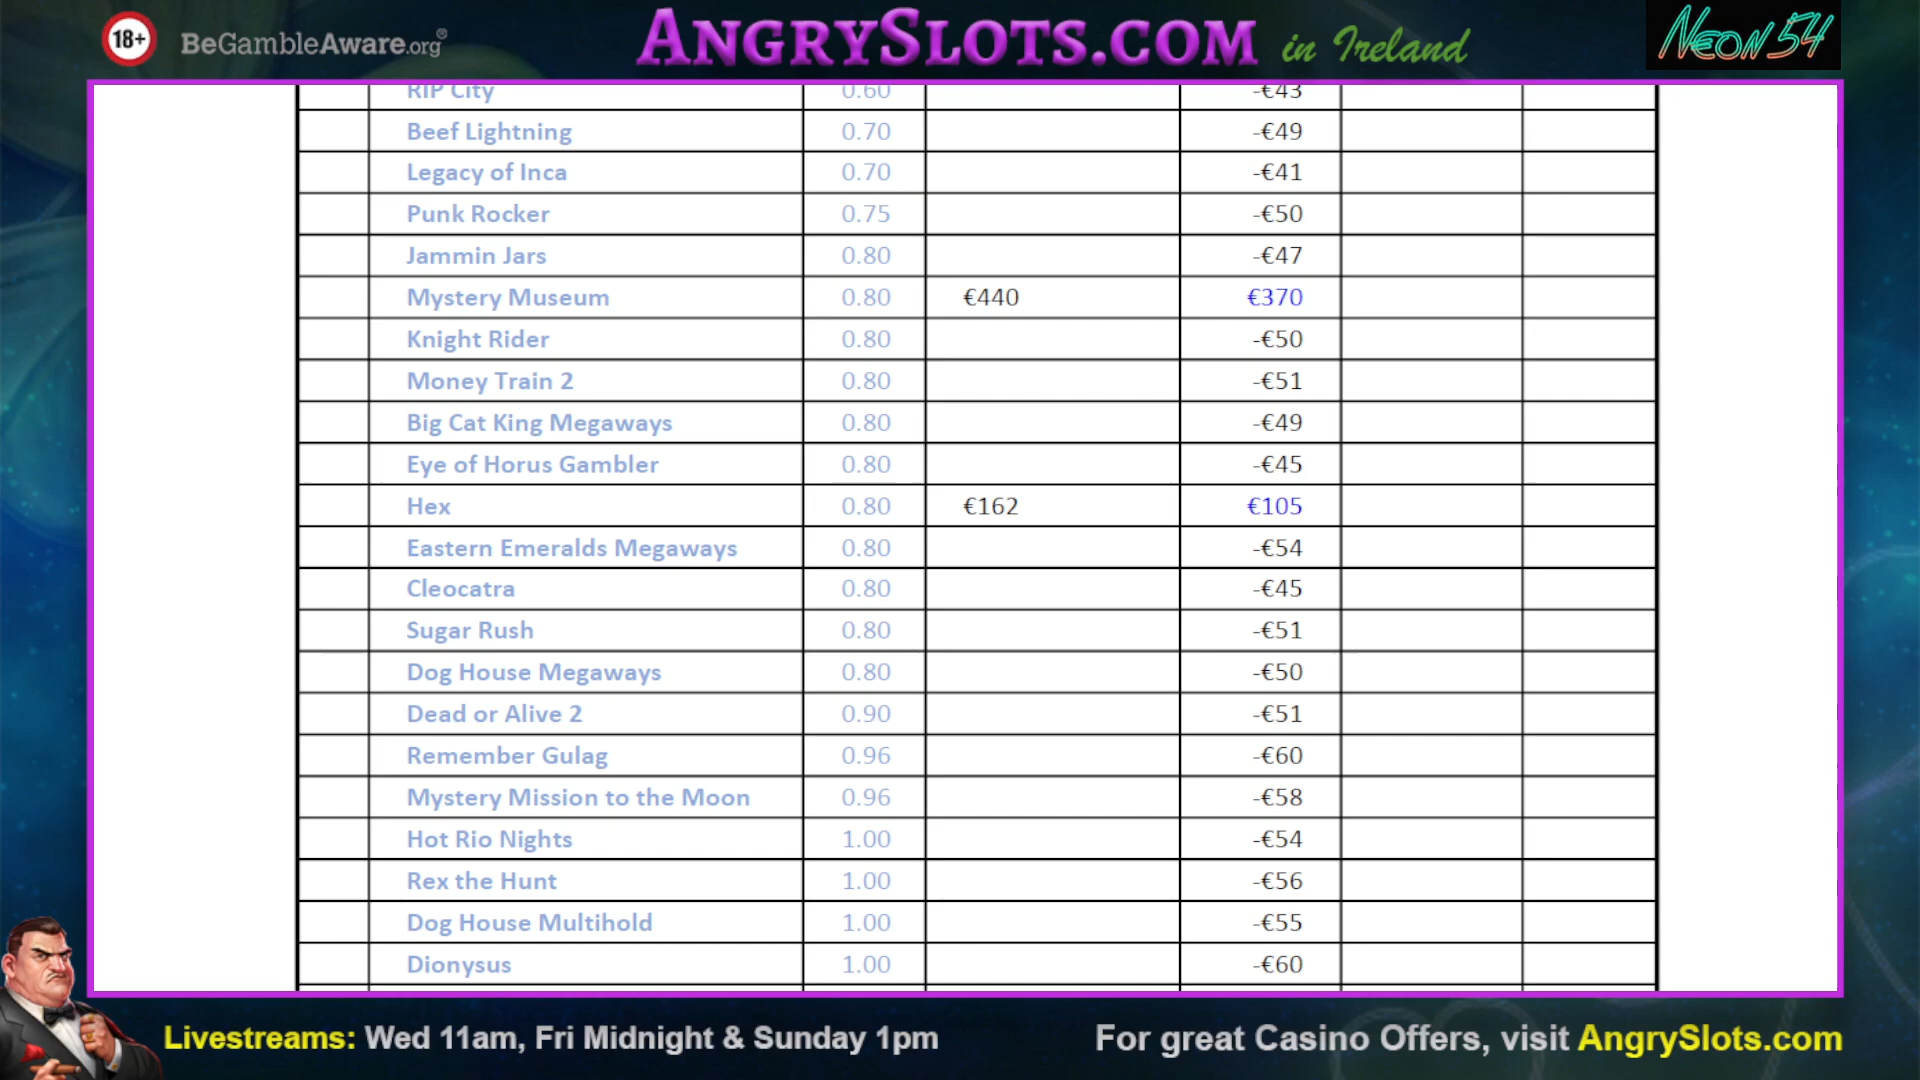 18+ BeGambleAware.org® ANGRYSLOTS.COM in Ireland NEON54
RIP City 0.60 -€43
Beef Lightning 0.70 -€49
Legacy of Inca 0.70 -€41
Punk Rocker 0.75 -€50
Jammin Jars 0.80 -€47
Mystery Museum 0.80 €440 €370
Knight Rider 0.80 -€50
Money Train 2 0.80 -€51
Big Cat King Megaways 0.80 -€49
Eye of Horus Gambler 0.80 -€45
Hex 0.80 €162 €105
Eastern Emeralds Megaways 0.80 -€54
Cleocatra 0.80 -€45
Sugar Rush 0.80 -€51
Dog House Megaways 0.80 -€50
Dead or Alive 2 0.90 -€51
Remember Gulag 0.96 -€60
Mystery Mission to the Moon 0.96 -€58
Hot Rio Nights 1.00 -€54
Rex the Hunt 1.00 -€56
Dog House Multihold 1.00 -€55
Dionysus 1.00 -€60
Livestreams: Wed 11am, Fri Midnight & Sunday 1pm For great Casino Offers, visit AngrySlots.com